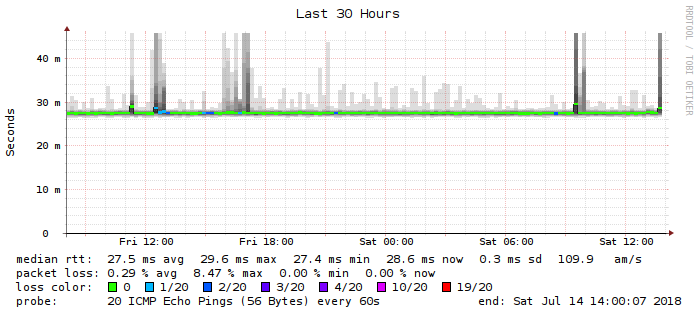 Last 30 Hours
RRDTOOL / TOBI OETIKER
Seconds
40 m
30 m
20 m
10 m
0
Fri 12:00 Fri 18:00 Sat 00:00 Sat 06:00 Sat 12:00
median rtt: 27.5 ms avg 29.6 ms max 27.4 ms min 28.6 ms now 0.3 ms sd 109.9 am/s
packet loss: 0.29 % avg 8.47 % max 0.00 % min 0.00 % now
loss color: 0 1/20 2/20 3/20 4/20 10/20 19/20
probe: 20 ICMP Echo Pings (56 Bytes) every 60s end: Sat Jul 14 14:00:07 2018